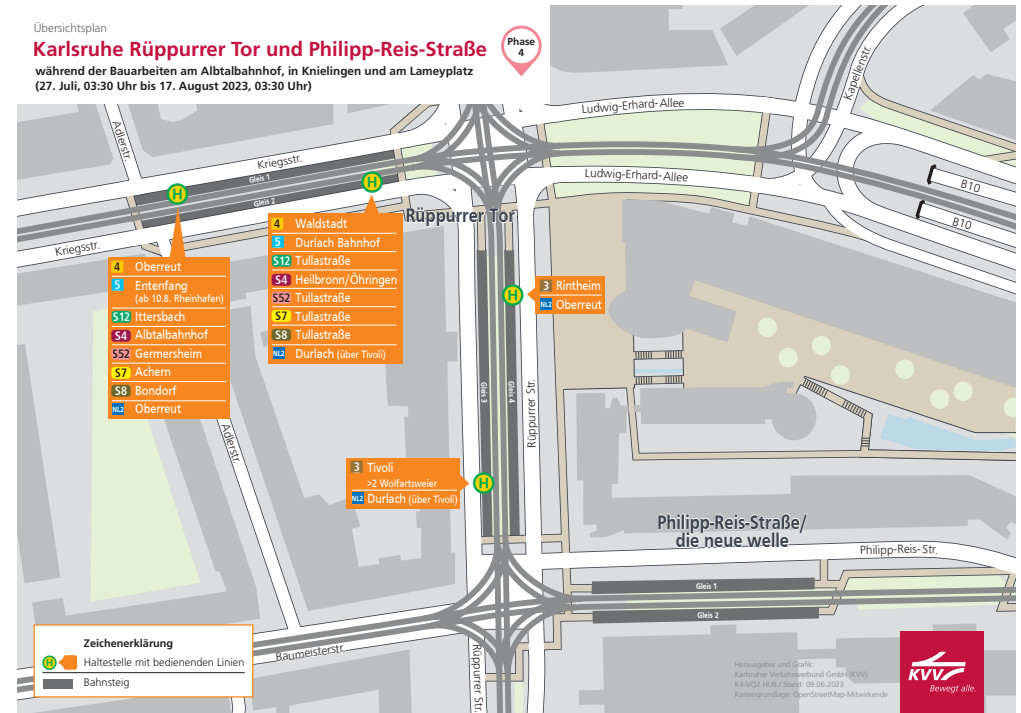 Übersichtsplan
Karlsruhe Rüppurrer Tor und Philipp-Reis-Straße
während der Bauarbeiten am Albtalbahnhof, in Knielingen und am Lameyplatz
(27. Juli, 03:30 Uhr bis 17. August 2023, 03:30 Uhr)
Phase
4
Kapellenstr.
Ludwig-Erhard-Allee
Adlerstr.
Kriegsstr.
Gleis 1
H
H
Gleis 2
Ludwig-Erhard-Allee
B10
B10
Rüppurrer Tor
Kriegsstr.
4 Waldstadt
5 Durlach Bahnhof
S12 Tullastraße
S4 Heilbronn/Öhringen
S52 Tullastraße
S7 Tullastraße
S8 Tullastraße
NL2 Durlach (über Tivoli)
4 Oberreut
5 Entenfang
(ab 10.8. Rheinhafen)
S12 Ittersbach
S4 Albtalbahnhof
S52 Germersheim
S7 Achern
S8 Bondorf
NL2 Oberreut
H
3 Rintheim
NL2 Oberreut
Gleis 3
Gleis 4
Rüppurrer Str.
Adlerstr.
3 Tivoli
>2 Wolfartsweier
NL2 Durlach (über Tivoli)
H
Philipp-Reis-Straße/
die neue welle
Philipp-Reis-Str.
Gleis 1
Gleis 2
Baumeisterstr.
Rüppurrer Str.
Zeichenerklärung
H Haltestelle mit bedienenden Linien
Bahnsteig
Herausgeber und Grafik:
Karlsruher Verkehrsverbund GmbH (KVV)
K4-VQ2 HUB / Stand: 09.06.2023
Kartengrundlage: OpenStreetMap-Mitwirkende
KVV
Bewegt alle.